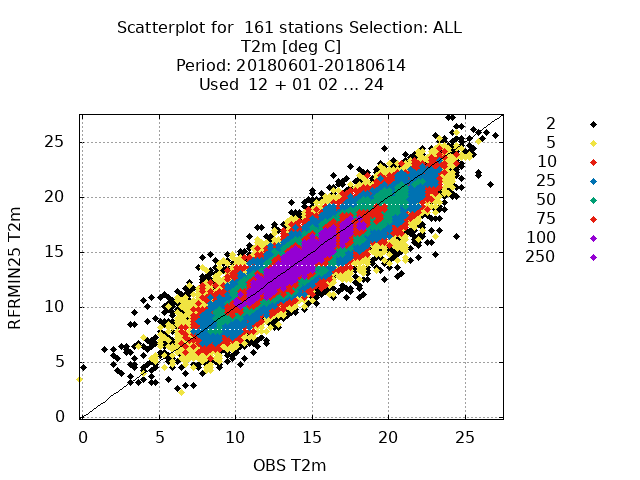 Scatterplot for  161 stations Selection: ALL
T2m [deg C]
Period: 20180601-20180614
Used  12 + 01 02 ... 24
RFRMIN25 T2m
25
20
15
10
5
0
0 5 10 15 20 25
OBS T2m
2
5
10
25
50
75
100
250